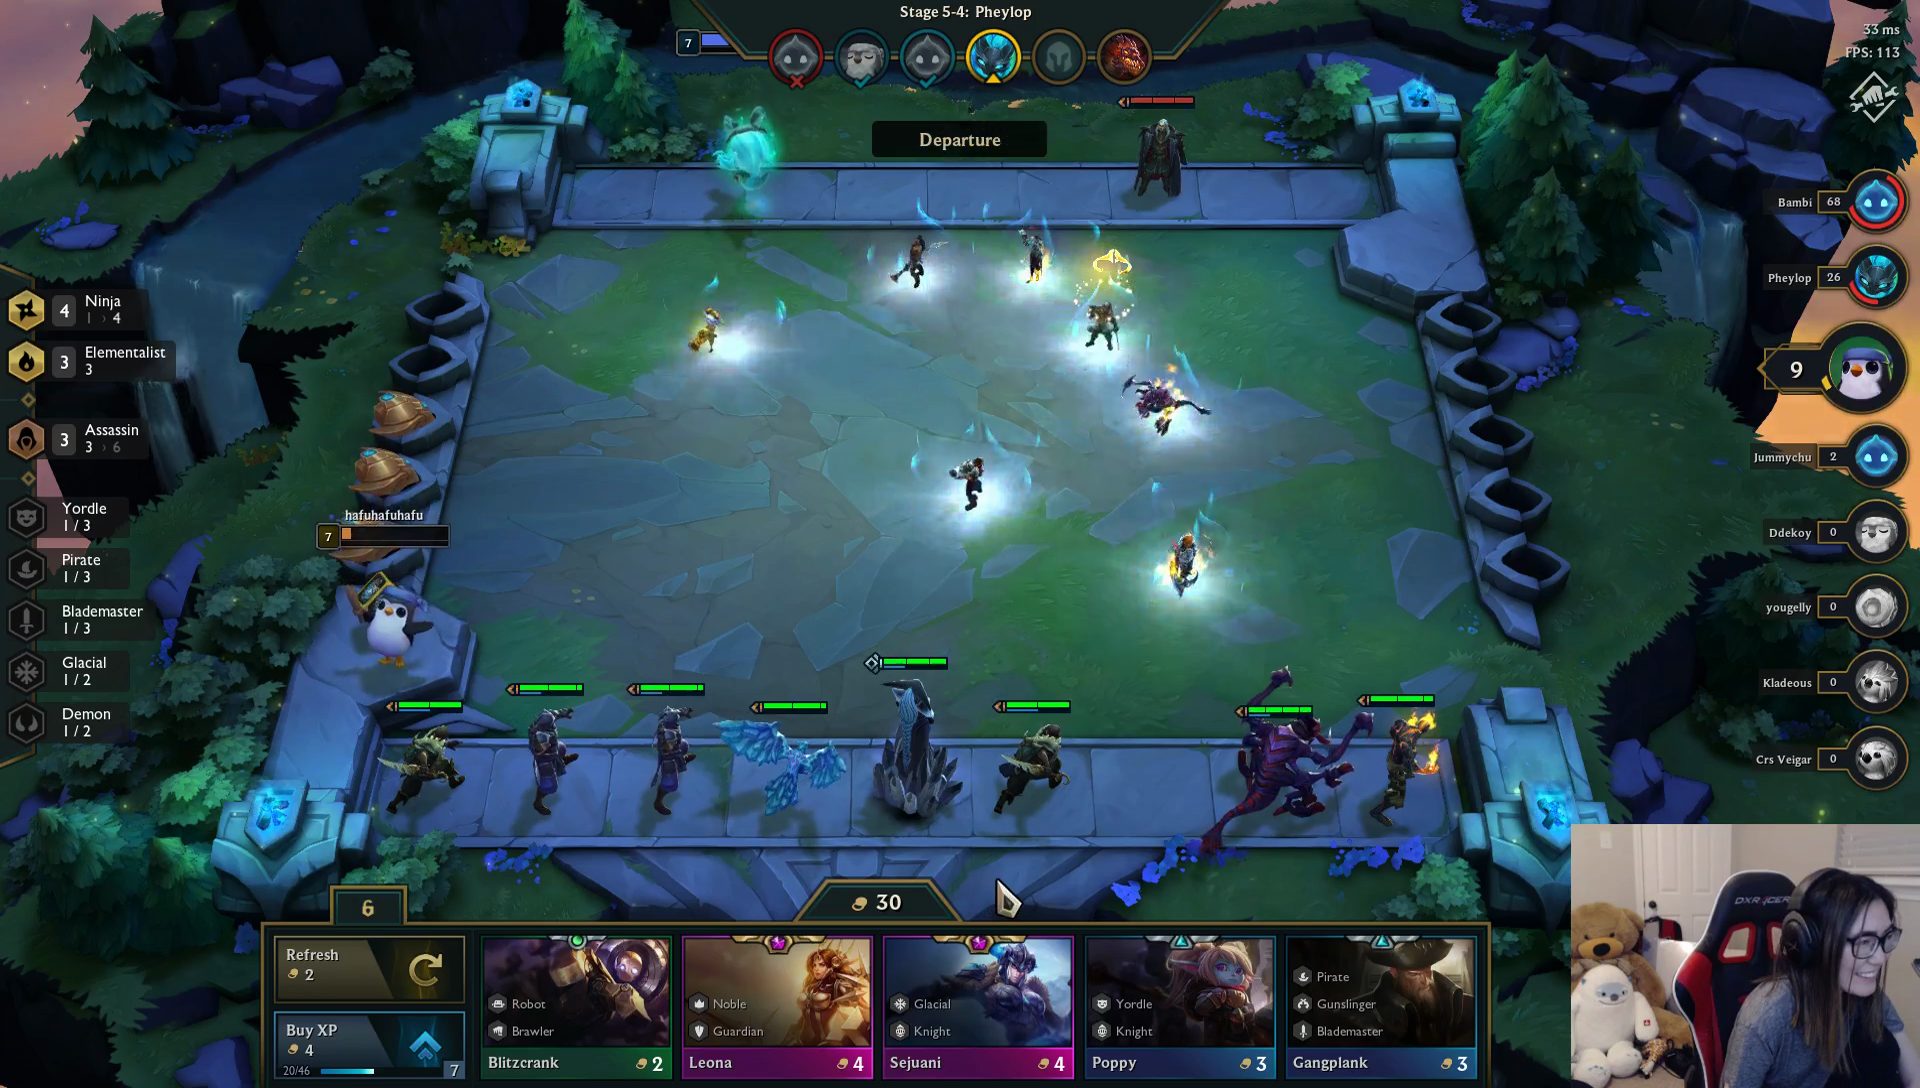 Stage 5-4: Pheylop
7
33 ms
FPS: 113
Departure
Bambi 68
Pheylop 26
9
Jummychu 2
Ddekoy 0
yougelly 0
Kladeous 0
Crs Veigar 0
4 Ninja
1 > 4
3 Elementalist
3
3 Assassin
3 > 6
Yordle
1 / 3
Pirate
1 / 3
Blademaster
1 / 3
Glacial
1 / 2
Demon
1 / 2
hafuhafuhafu
7
6
30
Refresh
2
Buy XP
4
20/46
7
Robot
Brawler
Blitzcrank 2
Noble
Guardian
Leona 4
Glacial
Knight
Sejuani 4
Yordle
Knight
Poppy 3
Pirate
Gunslinger
Blademaster
Gangplank 3
DXRACER